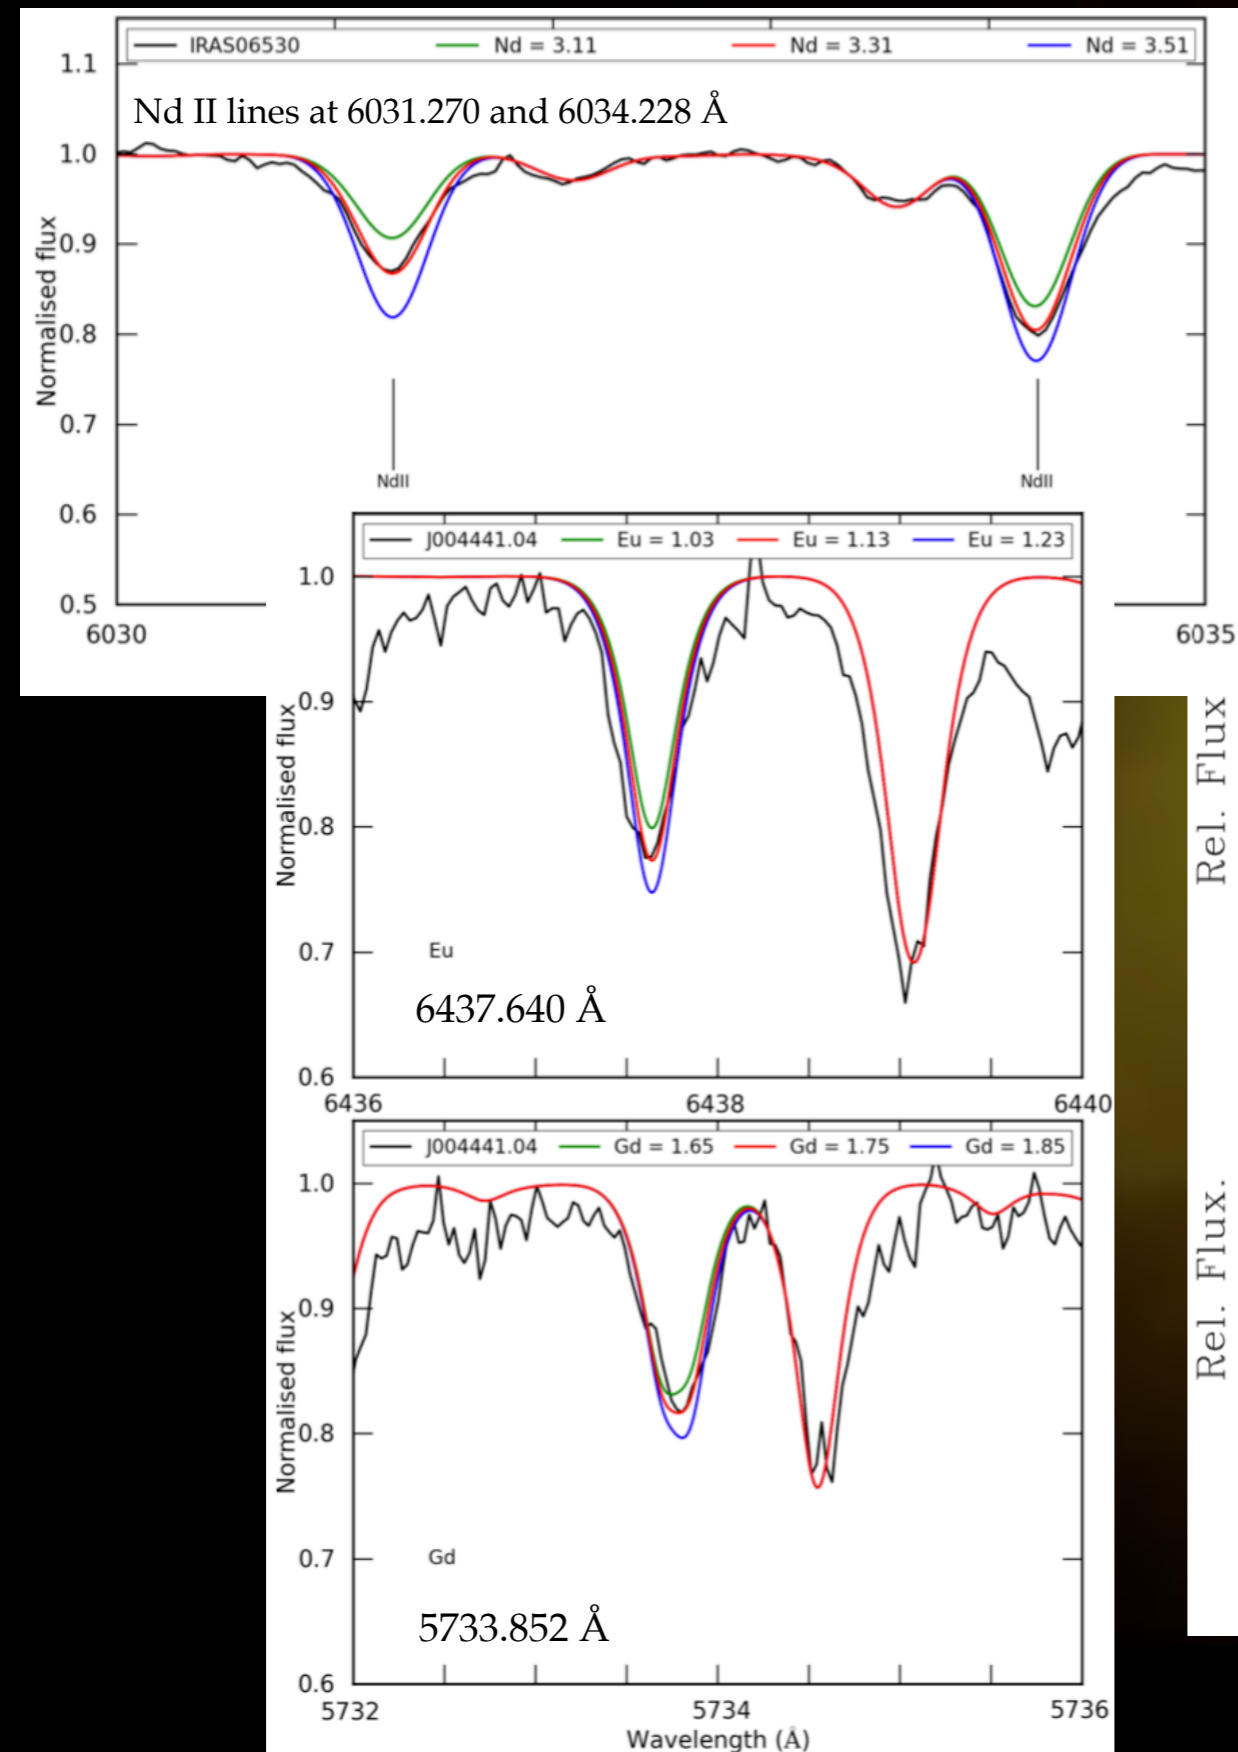 IRAS06530 Nd = 3.11 Nd = 3.31 Nd = 3.51
Nd II lines at 6031.270 and 6034.228 Å
1.1
1.0
0.9
0.8
0.7
0.6
0.5
Normalised flux
NdII NdII
6030 6035
J004441.04 Eu = 1.03 Eu = 1.13 Eu = 1.23
1.0
0.9
0.8
0.7
0.6
Normalised flux
Eu
6437.640 Å
6436 6438 6440
J004441.04 Gd = 1.65 Gd = 1.75 Gd = 1.85
1.0
0.9
0.8
0.7
0.6
Normalised flux
Gd
5733.852 Å
5732 5734 5736
Wavelength (Å)
Rel. Flux
Rel. Flux.